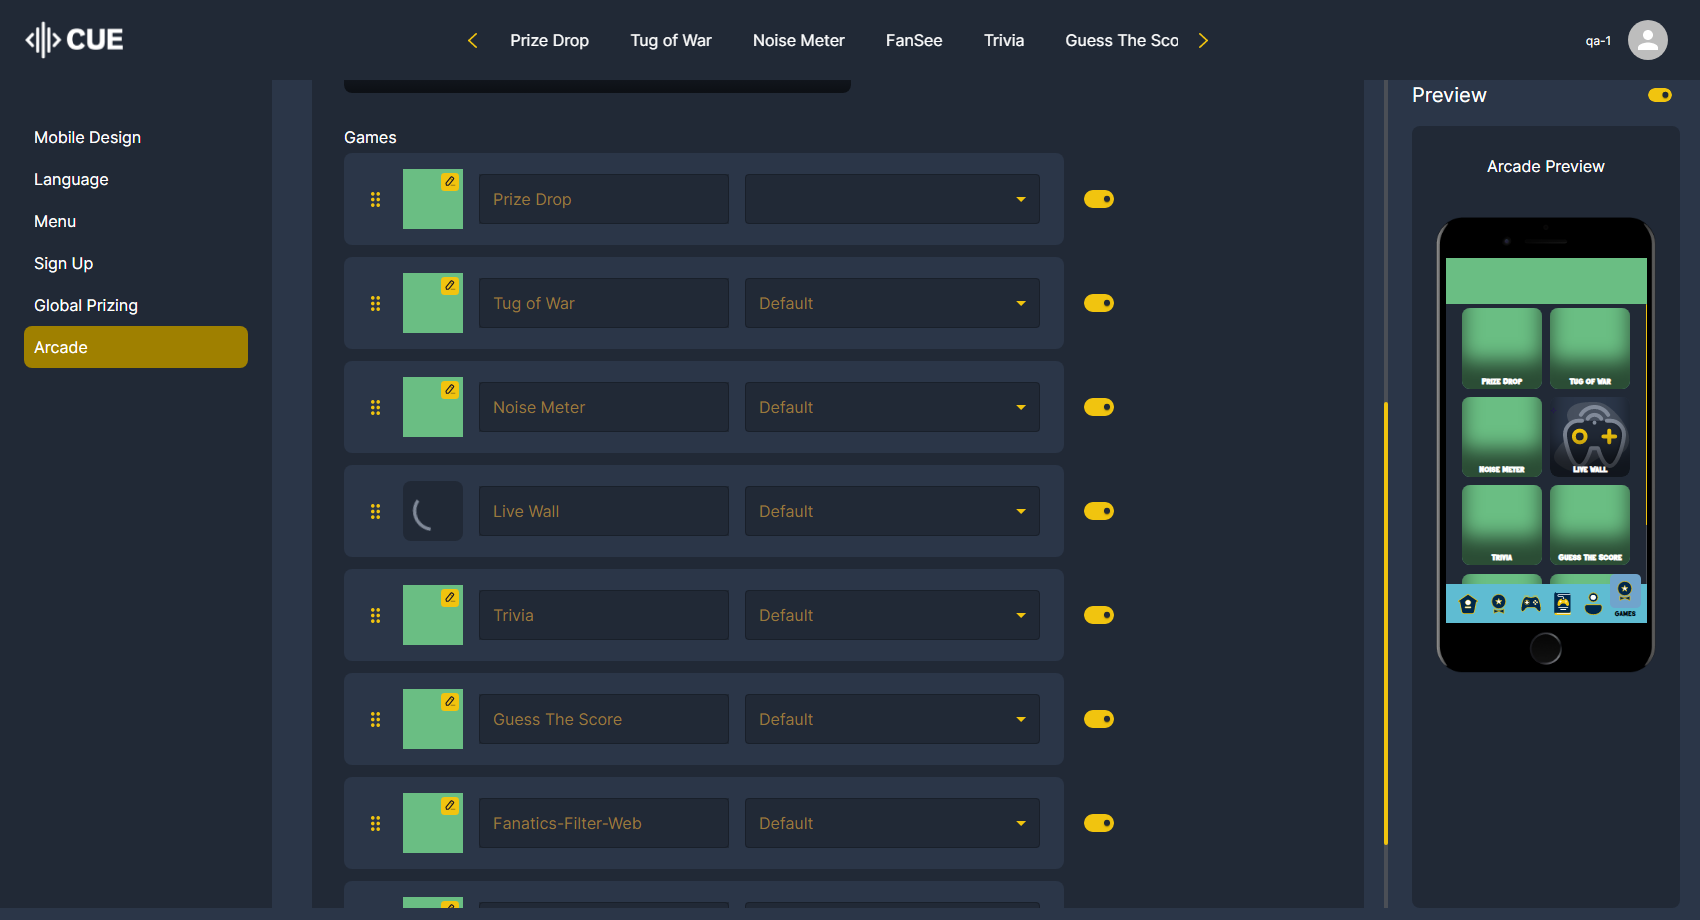 CUE
Prize Drop
Tug of War
Noise Meter
FanSee
Trivia
Guess The Sco
qa-1
Mobile Design
Language
Menu
Sign Up
Global Prizing
Arcade
Games
Prize Drop
Tug of War
Default
Noise Meter
Default
Live Wall
Default
Trivia
Default
Guess The Score
Default
Fanatics-Filter-Web
Default
Preview
Arcade Preview
Prize Drop
Tug of War
Noise Meter
Live Wall
Trivia
Guess The Score
GAMES